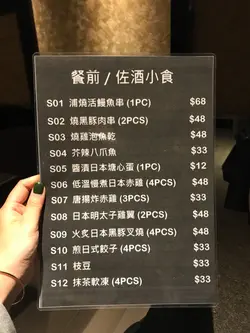 餐前 / 佐酒小食
S01 浦燒活鰻魚串 (1PC) $68
S02 燒黑豚肉串 (2PCS) $48
S03 燒雞泡魚乾 $48
S04 芥辣八爪魚 $33
S05 醬漬日本溏心蛋 (1PC) $12
S06 低溫慢煮日本赤雞 (4PCS) $48
S07 唐揚炸赤雞 (3PCS) $33
S08 日本明太子雞翼 (2PCS) $48
S09 火炙日本黑豚叉燒 (4PCS) $48
S10 煎日式餃子 (4PCS) $33
S11 枝豆 $33
S12 抹茶軟凍 (4PCS) $33